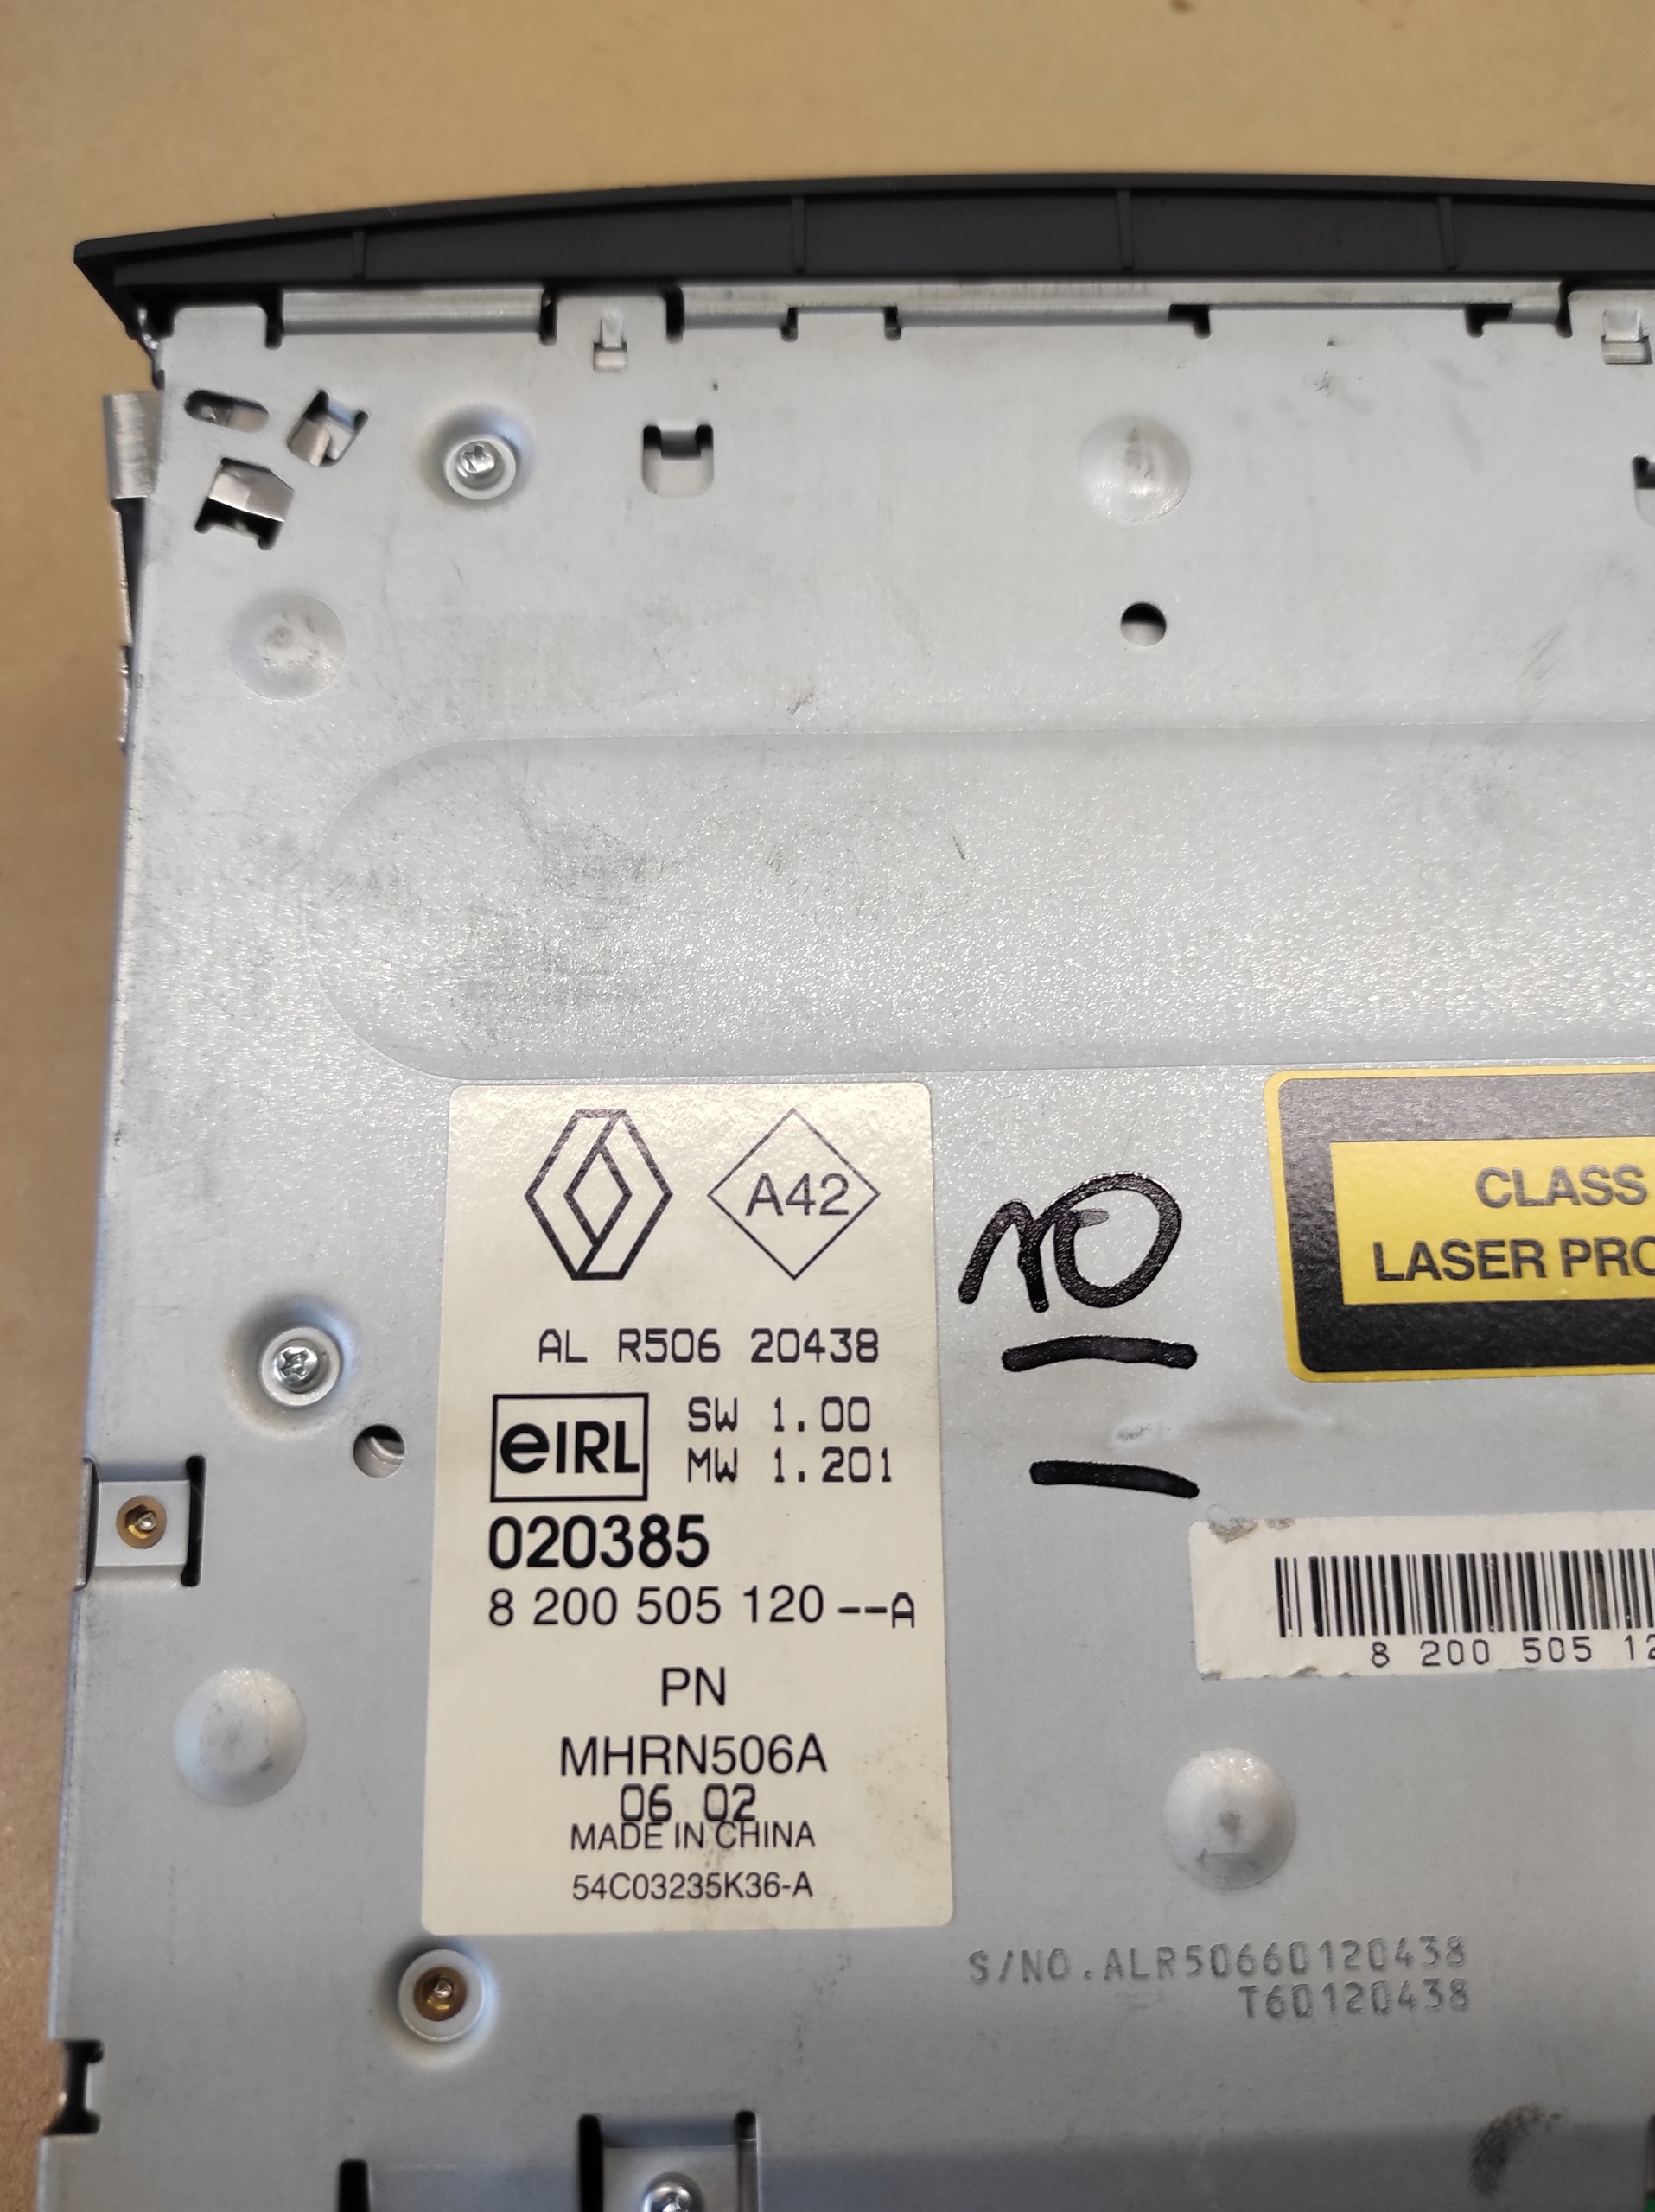 A42
AL R506 20438
eIRL
SW 1.00
MW 1.201
020385
8 200 505 120--A
PN
MHRN506A
06 02
MADE IN CHINA
54C03235K36-A
10
CLASS
LASER PRO
8 200 505 12
S/NO.ALR50660120438
T60120438